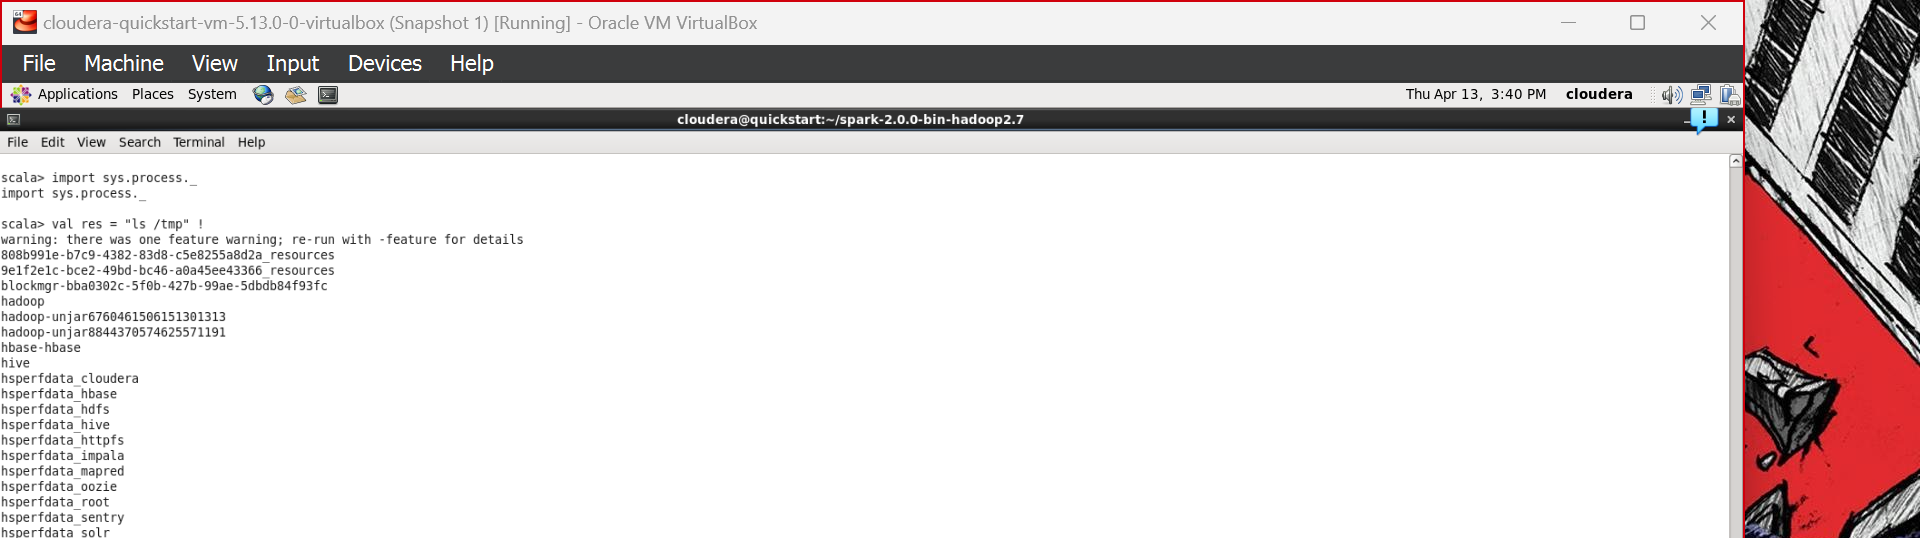 cloudera-quickstart-vm-5.13.0-0-virtualbox (Snapshot 1) [Running] - Oracle VM VirtualBox
File Machine View Input Devices Help
Applications Places System Thu Apr 13, 3:40 PM cloudera
cloudera@quickstart:~/spark-2.0.0-bin-hadoop2.7
File Edit View Search Terminal Help
scala> import sys.process._
import sys.process._
scala> val res = "ls /tmp" !
warning: there was one feature warning; re-run with -feature for details
808b991e-b7c9-4382-83d8-c5e8255a8d2a_resources
9e1f2e1c-bce2-49bd-bc46-a0a45ee43366_resources
blockmgr-bba0302c-5f0b-427b-99ae-5dbdb84f93fc
hadoop
hadoop-unjar6760461506151301313
hadoop-unjar8844370574625571191
hbase-hbase
hive
hsperfdata_cloudera
hsperfdata_hbase
hsperfdata_hdfs
hsperfdata_hive
hsperfdata_httpfs
hsperfdata_impala
hsperfdata_mapred
hsperfdata_oozie
hsperfdata_root
hsperfdata_sentry
hsperfdata_solr